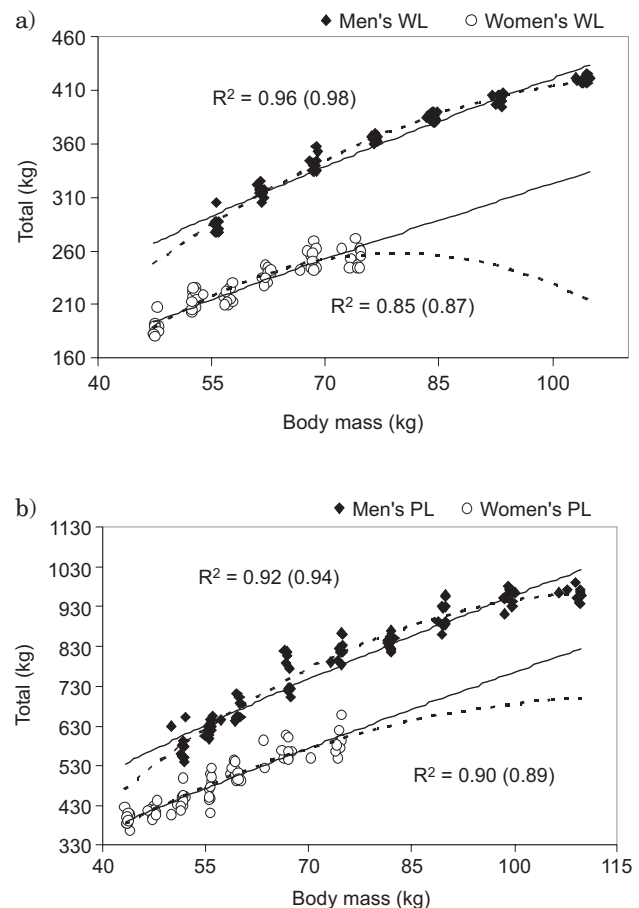 a)
◆ Men's WL ○ Women's WL
460
410
360
310
260
210
160
Total (kg)
R² = 0.96 (0.98)
R² = 0.85 (0.87)
40 55 70 85 100
Body mass (kg)
b)
◆ Men's PL ○ Women's PL
1130
1030
930
830
730
630
530
430
330
Total (kg)
R² = 0.92 (0.94)
R² = 0.90 (0.89)
40 55 70 85 100 115
Body mass (kg)